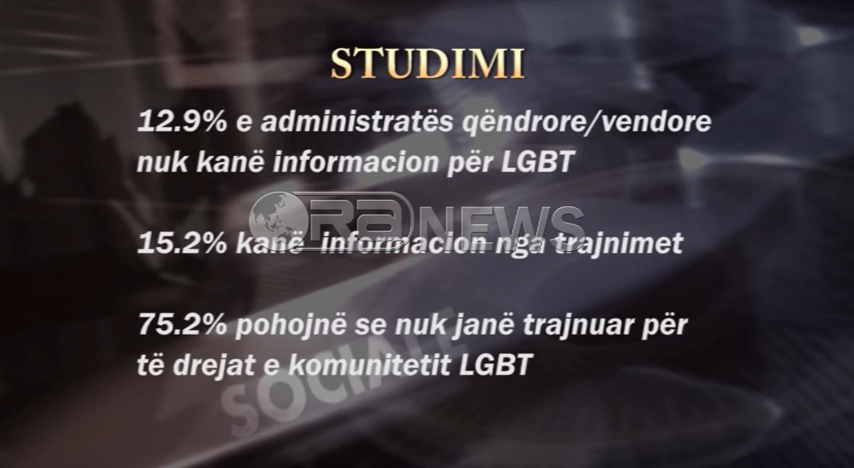 STUDIMI
12.9% e administratës qëndrore/vendore
nuk kanë informacion për LGBT
Ora NEWS
15.2% kanë informacion nga trajnimet
75.2% pohojnë se nuk janë trajnuar për
të drejat e komunitetit LGBT
SOCIALE